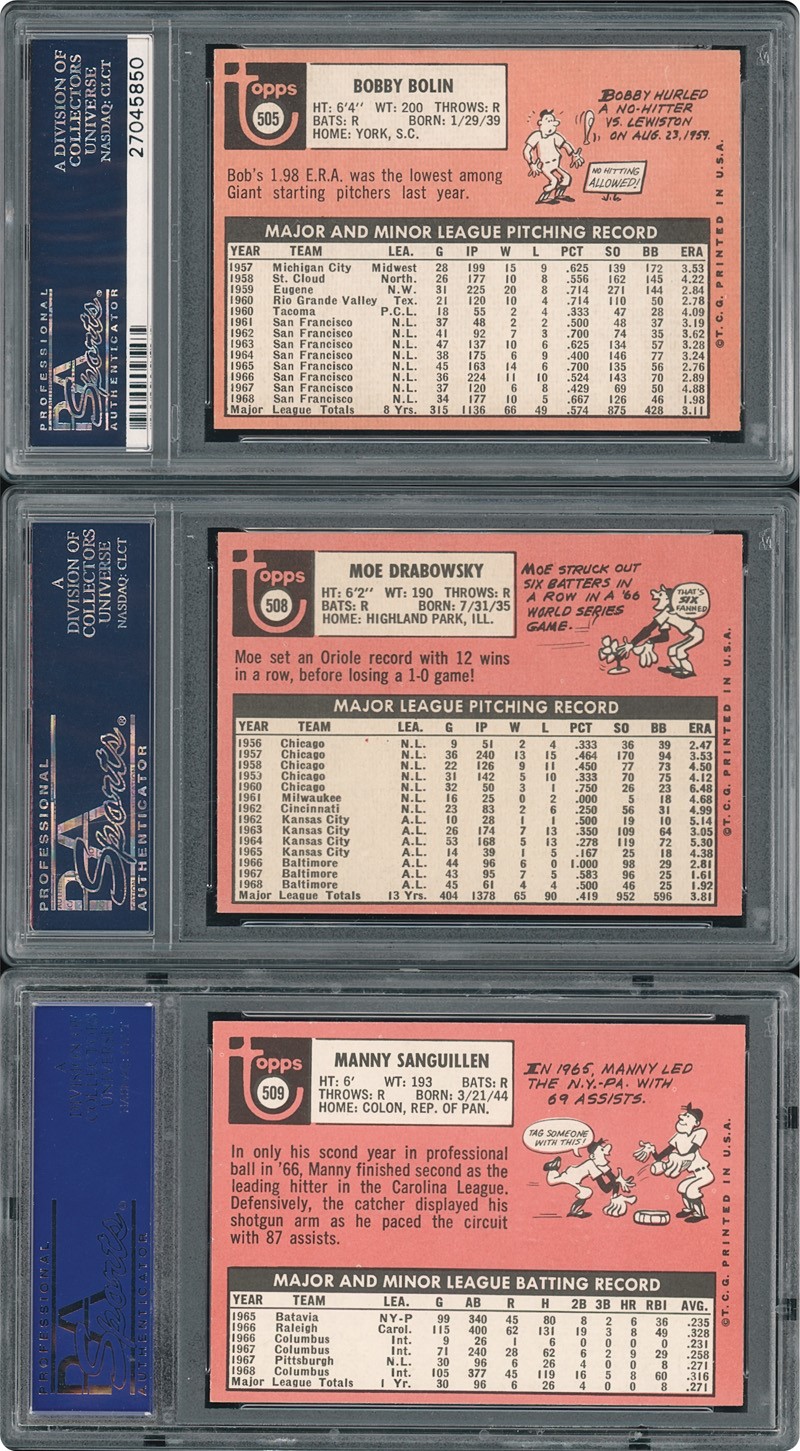 A DIVISION OF
COLLECTORS
UNIVERSE
NASDAQ: CLCT
27045850
PROFESSIONAL
PSA Sports®
AUTHENTICATOR
Topps
505
BOBBY BOLIN
HT: 6'4" WT: 200 THROWS: R
BATS: R BORN: 1/29/39
HOME: YORK, S.C.
BOBBY HURLED
A NO-HITTER
VS. LEWISTON
ON AUG. 23, 1959.
NO HITTING
ALLOWED!
Bob's 1.98 E.R.A. was the lowest among
Giant starting pitchers last year.
MAJOR AND MINOR LEAGUE PITCHING RECORD
YEAR TEAM LEA. G IP W L PCT SO BB ERA
1957 Michigan City Midwest 28 199 15 9 .625 139 172 3.53
1958 St. Cloud North. 26 177 10 8 .556 162 145 4.22
1959 Eugene N.W. 31 225 20 8 .714 271 144 2.84
1960 Rio Grande Valley Tex. 21 120 10 4 .714 110 50 2.78
1960 Tacoma P.C.L. 18 55 2 4 .333 47 28 4.09
1961 San Francisco N.L. 37 48 2 2 .500 48 37 3.19
1962 San Francisco N.L. 41 92 7 3 .700 74 35 3.62
1963 San Francisco N.L. 47 137 10 6 .625 134 57 3.28
1964 San Francisco N.L. 38 175 6 9 .400 146 77 3.24
1965 San Francisco N.L. 45 163 14 6 .700 135 56 2.76
1966 San Francisco N.L. 36 224 11 10 .524 143 70 2.89
1967 San Francisco N.L. 37 120 6 8 .429 69 50 4.88
1968 San Francisco N.L. 34 177 10 5 .667 126 46 1.98
Major League Totals 8 Yrs. 315 1136 66 49 .574 875 428 3.11
©T.C.G. PRINTED IN U.S.A.
A
DIVISION OF
COLLECTORS
UNIVERSE
NASDAQ: CLCT
PROFESSIONAL
PSA Sports®
AUTHENTICATOR
Topps
508
MOE DRABOWSKY
HT: 6'2" WT: 190 THROWS: R
BATS: R BORN: 7/31/35
HOME: HIGHLAND PARK, ILL.
MOE STRUCK OUT
SIX BATTERS IN
A ROW IN A '66
WORLD SERIES
GAME.
THAT'S
SIX
FANNED
Moe set an Oriole record with 12 wins
in a row, before losing a 1-0 game!
MAJOR LEAGUE PITCHING RECORD
YEAR TEAM LEA. G IP W L PCT SO BB ERA
1956 Chicago N.L. 9 51 2 4 .333 36 39 2.47
1957 Chicago N.L. 36 240 13 15 .464 170 94 3.53
1958 Chicago N.L. 22 126 9 11 .450 77 73 4.50
1953 Chicago N.L. 31 142 5 10 .333 70 75 4.12
1960 Chicago N.L. 32 50 3 1 .750 26 23 6.48
1961 Milwaukee N.L. 16 25 0 2 .000 5 18 4.68
1962 Cincinnati N.L. 23 83 2 6 .250 56 31 4.99
1962 Kansas City A.L. 10 28 1 1 .500 19 10 5.14
1963 Kansas City A.L. 26 174 7 13 .350 109 64 3.05
1964 Kansas City A.L. 53 168 5 13 .278 119 72 5.30
1965 Kansas City A.L. 14 39 1 5 .167 25 18 4.38
1966 Baltimore A.L. 44 96 6 0 1.000 98 29 2.81
1967 Baltimore A.L. 43 95 7 5 .583 96 25 1.61
1968 Baltimore A.L. 45 61 4 4 .500 46 25 1.92
Major League Totals 13 Yrs. 404 1378 65 90 .419 952 596 3.81
©T.C.G. PRINTED IN U.S.A.
PROFESSIONAL
PSA Sports
AUTHENTICATOR
Topps
509
MANNY SANGUILLEN
HT: 6' WT: 193 BATS: R
THROWS: R BORN: 3/21/44
HOME: COLON, REP. OF PAN.
IN 1965, MANNY LED
THE N.Y.-PA. WITH
69 ASSISTS.
TAG SOMEONE
WITH THIS!
In only his scond year in professional
ball in '66, Manny finished second as the
leading hitter in the Carolina League.
Defensively, the catcher displayed his
shotgun arm as he paced the circuit
with 87 assists.
MAJOR AND MINOR LEAGUE BATTING RECORD
YEAR TEAM LEA. G AB R H 2B 3B HR RBI AVG.
1965 Batavia NY-P 99 340 45 80 8 2 6 36 .235
1966 Raleigh Carol. 115 400 62 131 19 3 8 49 .328
1966 Columbus Int. 9 26 1 6 0 0 0 0 .231
1967 Columbus Int. 71 240 28 62 6 2 9 29 .258
1967 Pittsburgh N.L. 30 96 6 26 4 0 0 8 .271
1968 Columbus Int. 105 377 45 119 16 5 8 60 .316
Major League Totals 1 Yr. 30 96 6 26 4 0 0 8 .271
©T.C.G. PRINTED IN U.S.A.